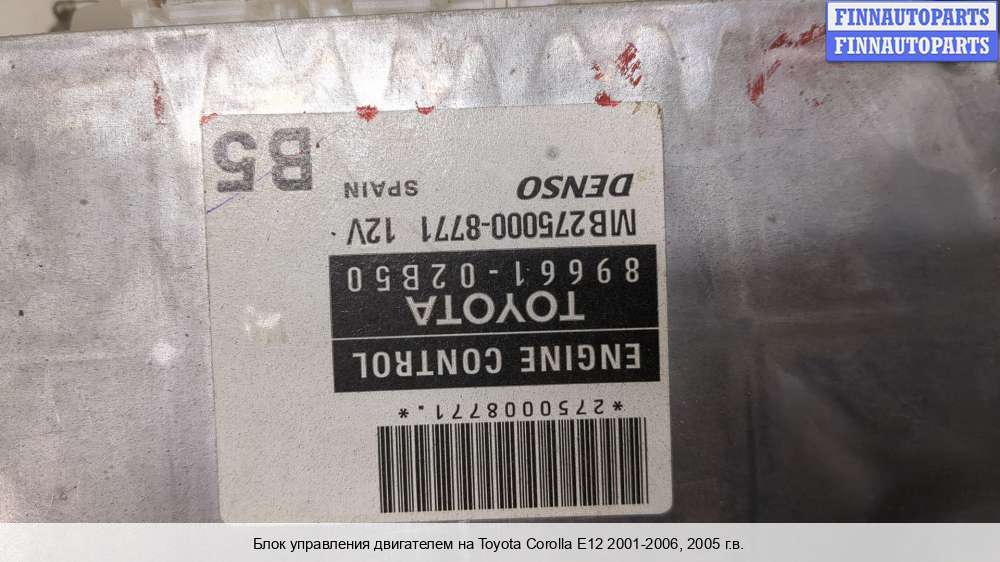 FINNAUTOPARTS
FINNAUTOPARTS
*2750008771.*
ENGINE CONTROL
TOYOTA
89661-02B50
MB275000-8771 12V
DENSO SPAIN
B5
Блок управления двигателем на Toyota Corolla E12 2001-2006, 2005 г.в.